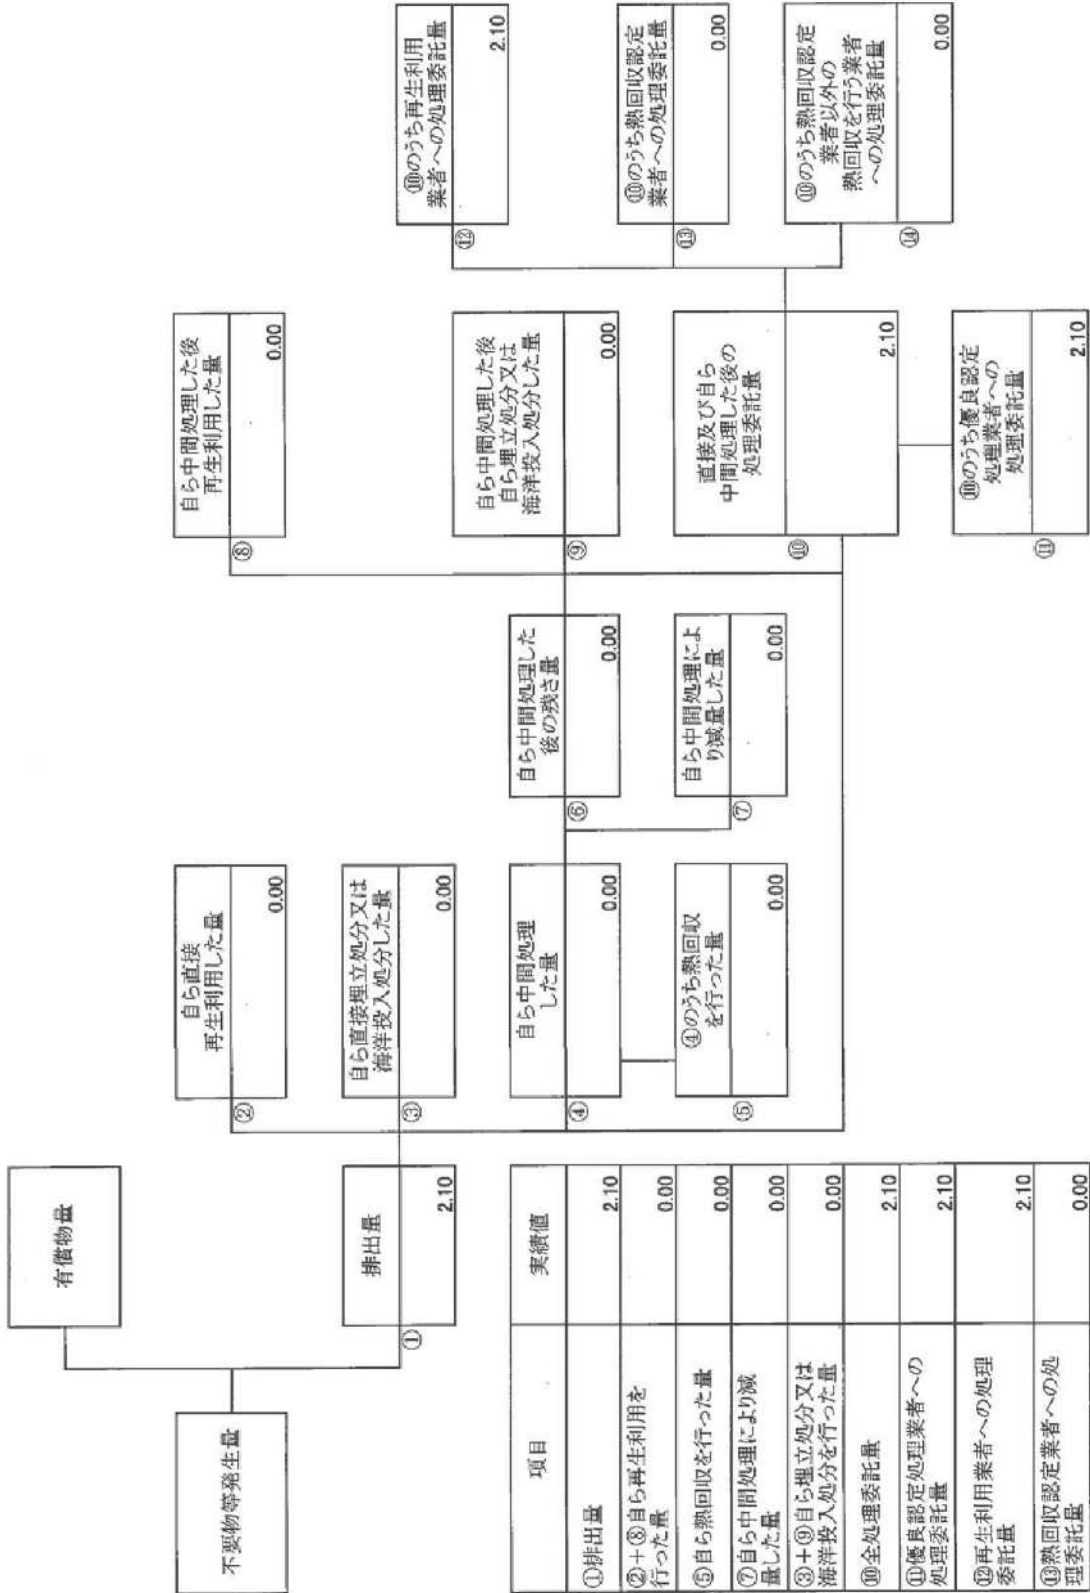 不要物等発生量
有償物量
①
排出量
2.10
②
自ら直接
再生利用した量
0.00
③
自ら直接埋立処分又は
海洋投入処分した量
0.00
④
自ら中間処理
した量
0.00
⑤
④のうち熱回収
を行った量
0.00
⑥
自ら中間処理した
後の残さ量
0.00
⑦
自ら中間処理によ
り減量した量
0.00
⑧
自ら中間処理した後
再生利用した量
0.00
⑨
自ら中間処理した後
自ら埋立処分又は
海洋投入処分した量
0.00
⑩
直接及び自ら
中間処理した後の
処理委託量
2.10
⑪
⑩のうち優良認定
処理業者への
処理委託量
2.10
⑫
⑩のうち再生利用
業者への処理委託量
2.10
⑬
⑩のうち熱回収認定
業者への処理委託量
0.00
⑭
⑩のうち熱回収認定
業者以外の
熱回収を行う業者
への処理委託量
0.00
項目 実績値
①排出量 2.10
②+⑧自ら再生利用を
行った量 0.00
⑤自ら熱回収を行った量 0.00
⑦自ら中間処理により減
量した量 0.00
③+⑨自ら埋立処分又は
海洋投入処分を行った量 0.00
⑩全処理委託量 2.10
⑪優良認定処理業者への
処理委託量 2.10
⑫再生利用業者への処理
委託量 2.10
⑬熱回収認定業者への処
理委託量 0.00